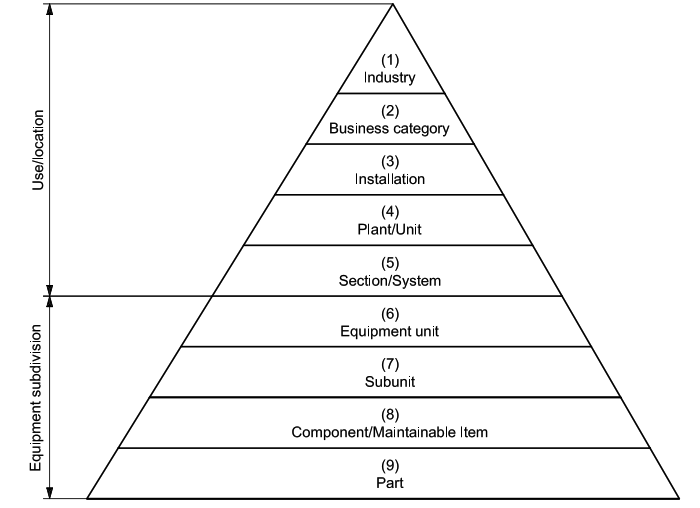 (1)
Industry
(2)
Business category
(3)
Installation
(4)
Plant/Unit
(5)
Section/System
(6)
Equipment unit
(7)
Subunit
(8)
Component/Maintainable Item
(9)
Part
Use/location
Equipment subdivision